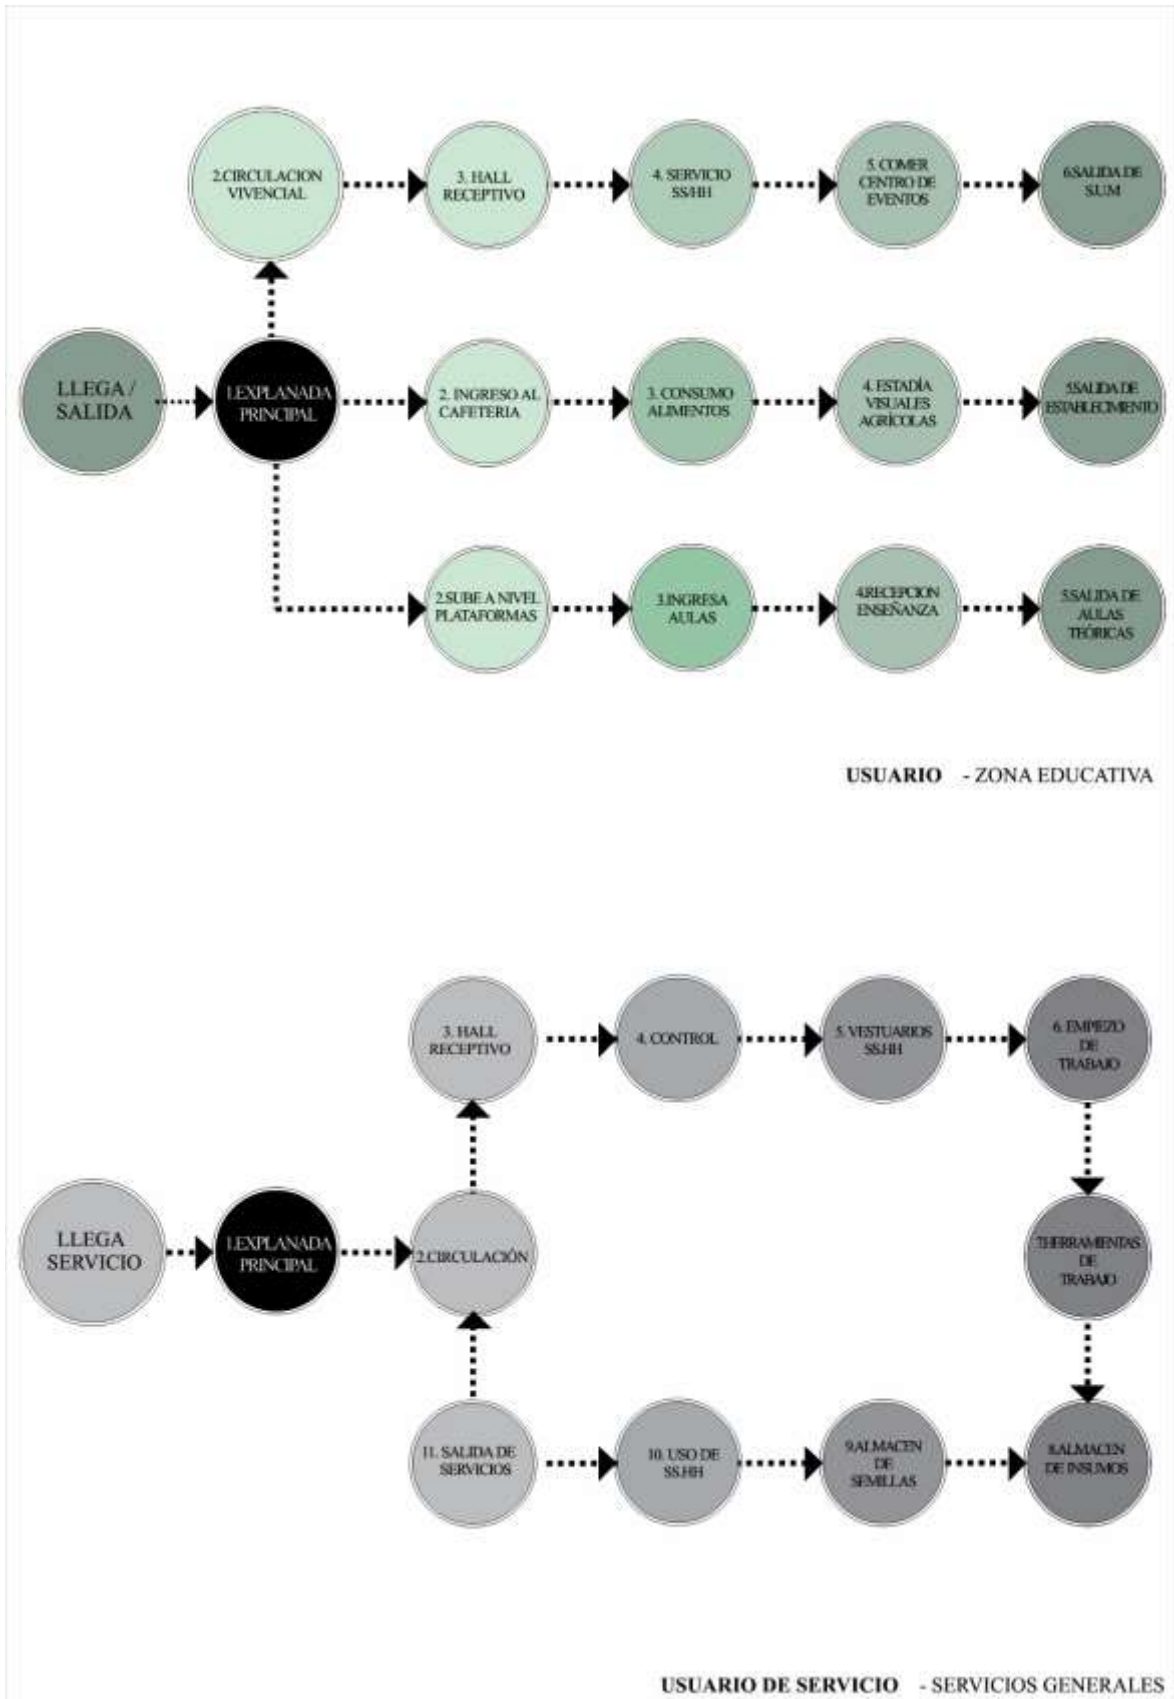 2.CIRCULACION
VIVENCIAL
3. HALL
RECEPTIVO
4. SERVICIO
SS.HH
5. COMER
CENTRO DE
EVENTOS
6.SALIDA DE
S.U.M
LLEGA /
SALIDA
1.EXPLANADA
PRINCIPAL
2. INGRESO AL
CAFETERIA
3. CONSUMO
ALIMENTOS
4. ESTADÍA
VISUALES
AGRÍCOLAS
5.SALIDA DE
ESTABLECIMIENTO
2.SUBE A NIVEL
PLATAFORMAS
3.INGRESA
AULAS
4.RECEPCION
ENSEÑANZA
5.SALIDA DE
AULAS
TEÓRICAS
USUARIO - ZONA EDUCATIVA
3. HALL
RECEPTIVO
4. CONTROL
5. VESTUARIOS
SS.HH
6. EMPIEZO
DE
TRABAJO
LLEGA
SERVICIO
1.EXPLANADA
PRINCIPAL
2.CIRCULACIÓN
7.HERRAMIENTAS
DE
TRABAJO
11. SALIDA DE
SERVICIOS
10. USO DE
SS.HH
9.ALMACEN
DE
SEMILLAS
8.ALMACEN
DE INSUMOS
USUARIO DE SERVICIO - SERVICIOS GENERALES